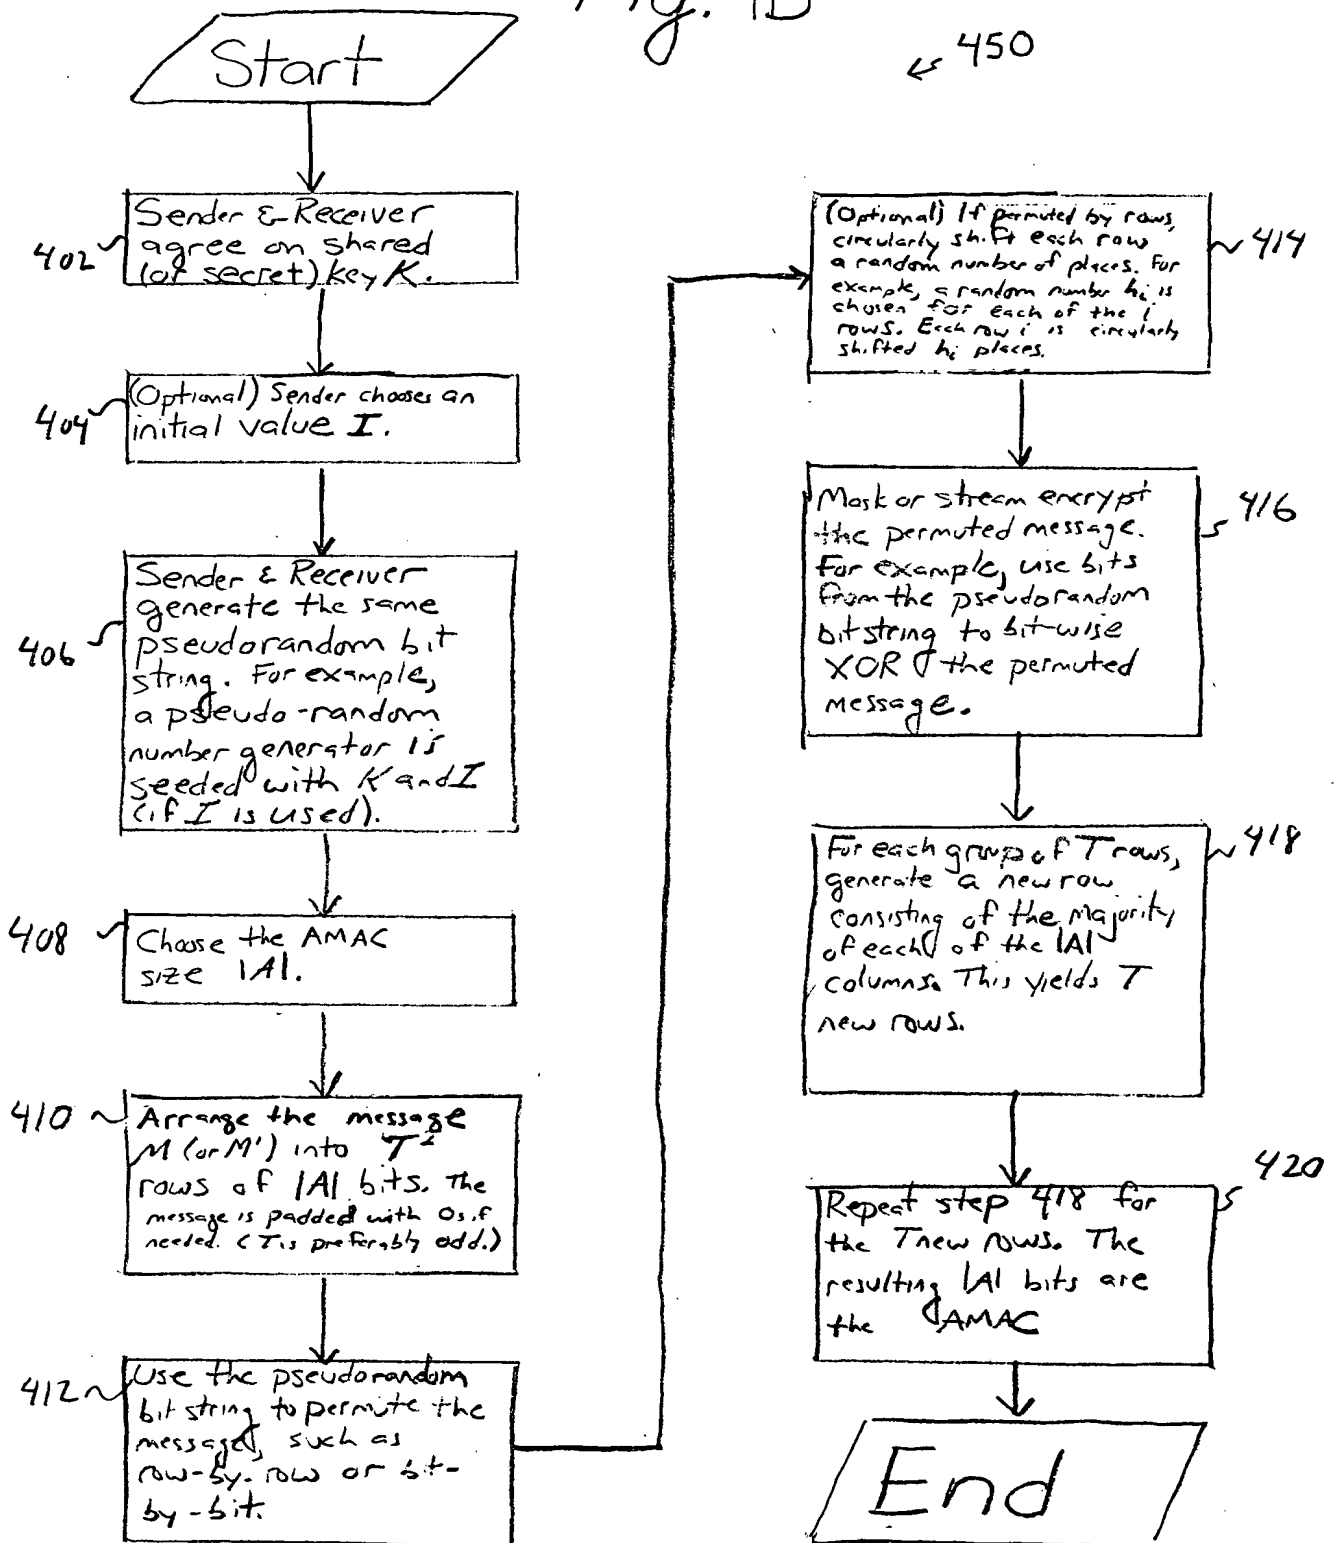 Fig. 1B
450
Start
402
Sender & Receiver
agree on shared
(or secret) key K.
404
(Optional) Sender chooses an
initial value I.
406
Sender & Receiver
generate the same
pseudorandom bit
string. For example,
a pseudo-random
number generator is
seeded with K and I
(if I is used).
408
Choose the AMAC
size |A|.
410
Arrange the message
M (or M') into T²
rows of |A| bits. The
message is padded with 0s if
needed. (T is preferably odd.)
412
Use the pseudorandom
bit string to permute the
message, such as
row-by-row or bit-
by-bit.
414
(Optional) If permuted by rows,
circularly shift each row
a random number of places. For
example, a random number hi is
chosen for each of the i
rows. Each row i is circularly
shifted hi places.
416
Mask or stream encrypt
the permuted message.
For example, use bits
from the pseudorandom
bitstring to bit-wise
XOR the permuted
message.
418
For each group of T rows,
generate a new row
consisting of the majority
of each of the |A|
columns. This yields T
new rows.
420
Repeat step 418 for
the T new rows. The
resulting |A| bits are
the AMAC
End